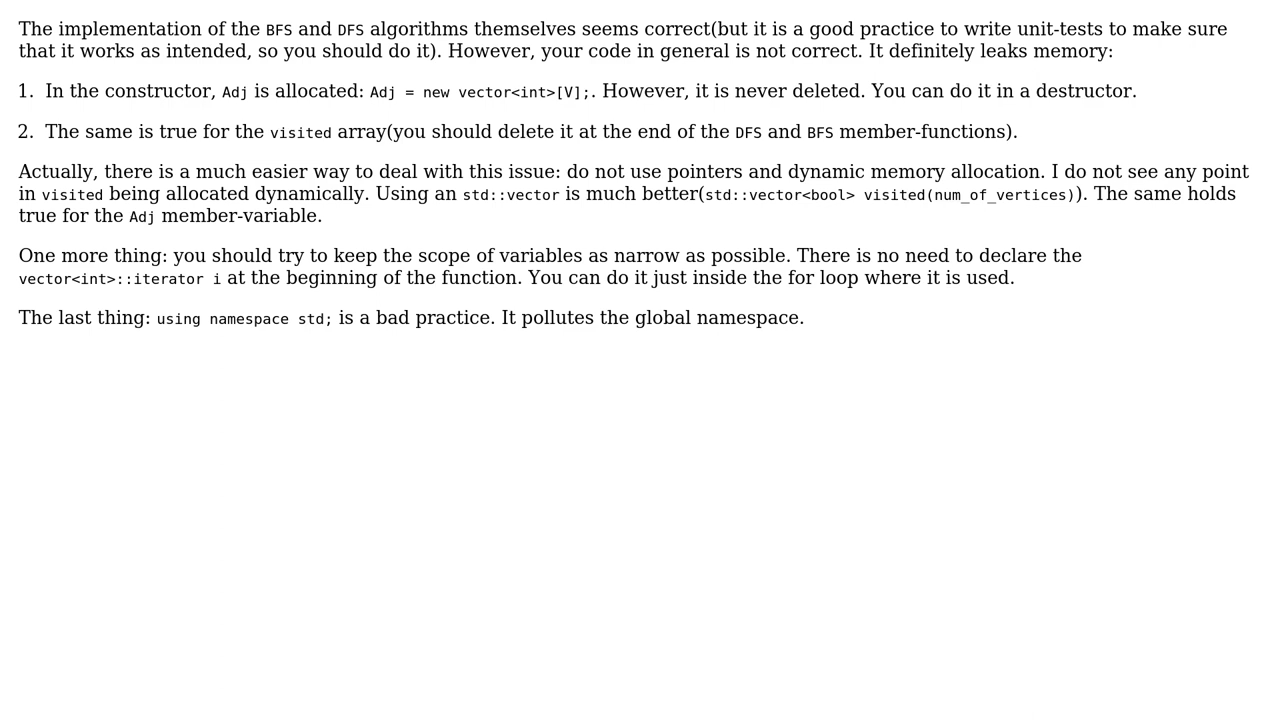 The implementation of the BFS and DFS algorithms themselves seems correct(but it is a good practice to write unit-tests to make sure
that it works as intended, so you should do it). However, your code in general is not correct. It definitely leaks memory:
1. In the constructor, Adj is allocated: Adj = new vector<int>[V];. However, it is never deleted. You can do it in a destructor.
2. The same is true for the visited array(you should delete it at the end of the DFS and BFS member-functions).
Actually, there is a much easier way to deal with this issue: do not use pointers and dynamic memory allocation. I do not see any point
in visited being allocated dynamically. Using an std::vector is much better(std::vector<bool> visited(num_of_vertices)). The same holds
true for the Adj member-variable.
One more thing: you should try to keep the scope of variables as narrow as possible. There is no need to declare the
vector<int>::iterator i at the beginning of the function. You can do it just inside the for loop where it is used.
The last thing: using namespace std; is a bad practice. It pollutes the global namespace.